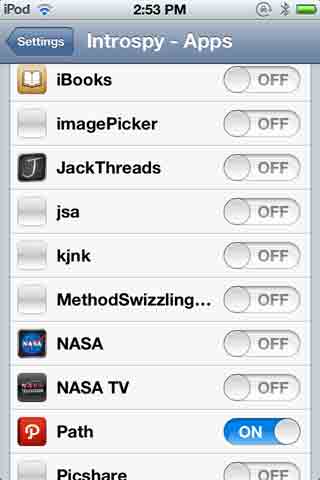 iPod 2:53 PM
Settings Introspy - Apps
iBooks OFF
imagePicker OFF
JackThreads OFF
jsa OFF
kjnk OFF
MethodSwizzling... OFF
NASA OFF
NASA TV OFF
Path ON
Picshare OFF